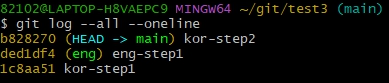 82102@LAPTOP-H8VAEPC9 MINGW64 ~/git/test3 (main)
$ git log --all --oneline
b828270 (HEAD -> main) kor-step2
ded1df4 (eng) eng-step1
1c8aa51 kor-step1